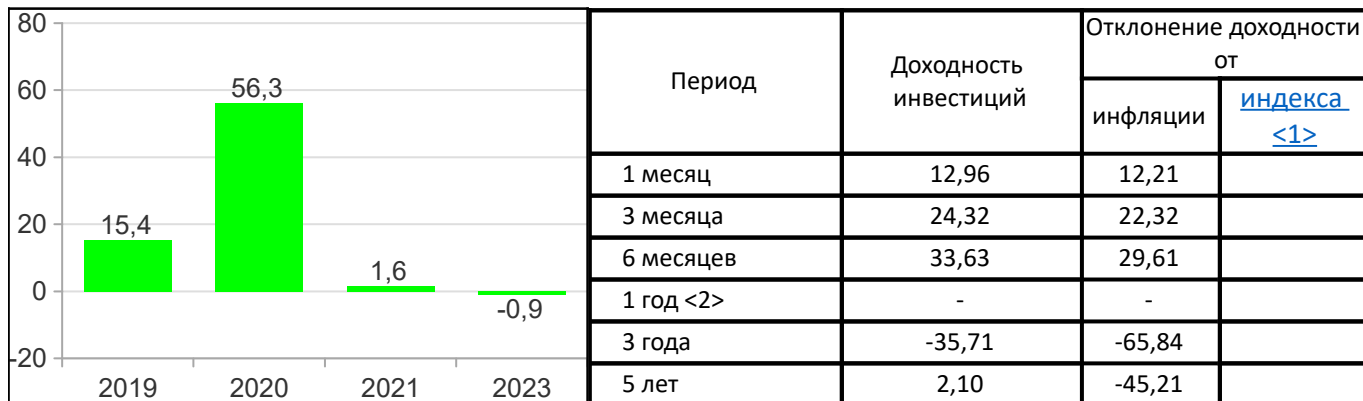 80
60
40
20
0
-20
15,4
56,3
1,6
-0,9
2019 2020 2021 2023
Период
Доходность
инвестиций
Отклонение доходности
от
инфляции
индекса
<1>
1 месяц 12,96 12,21
3 месяца 24,32 22,32
6 месяцев 33,63 29,61
1 год <2> - -
3 года -35,71 -65,84
5 лет 2,10 -45,21